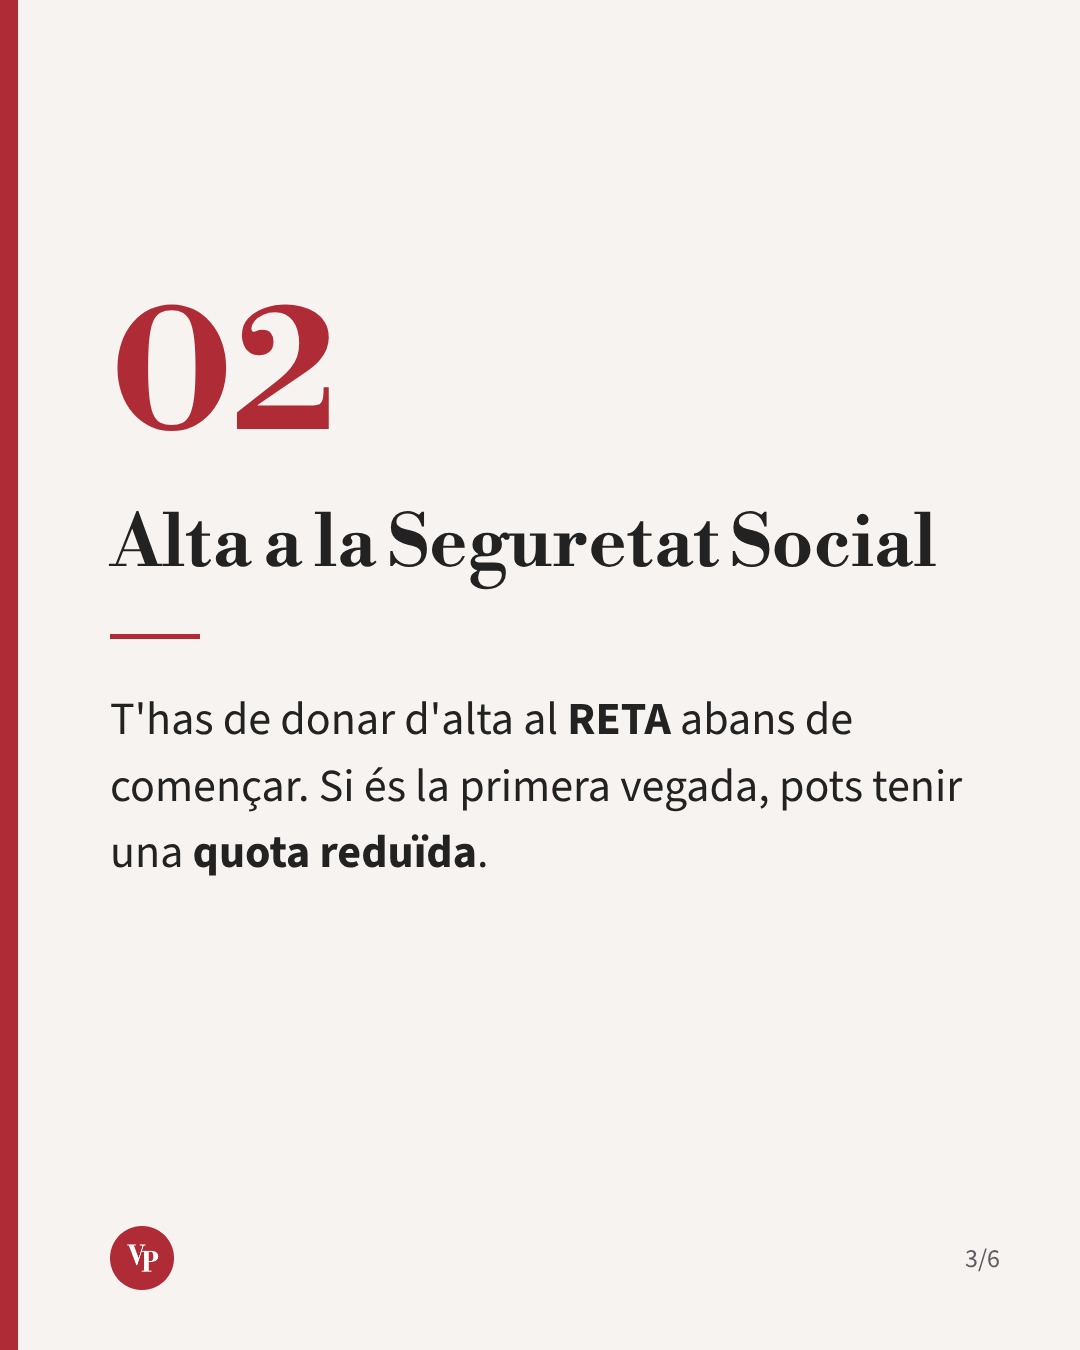 02
Alta a la Seguretat Social
T'has de donar d'alta al RETA abans de
començar. Si és la primera vegada, pots tenir
una quota reduïda.
VP
3/6